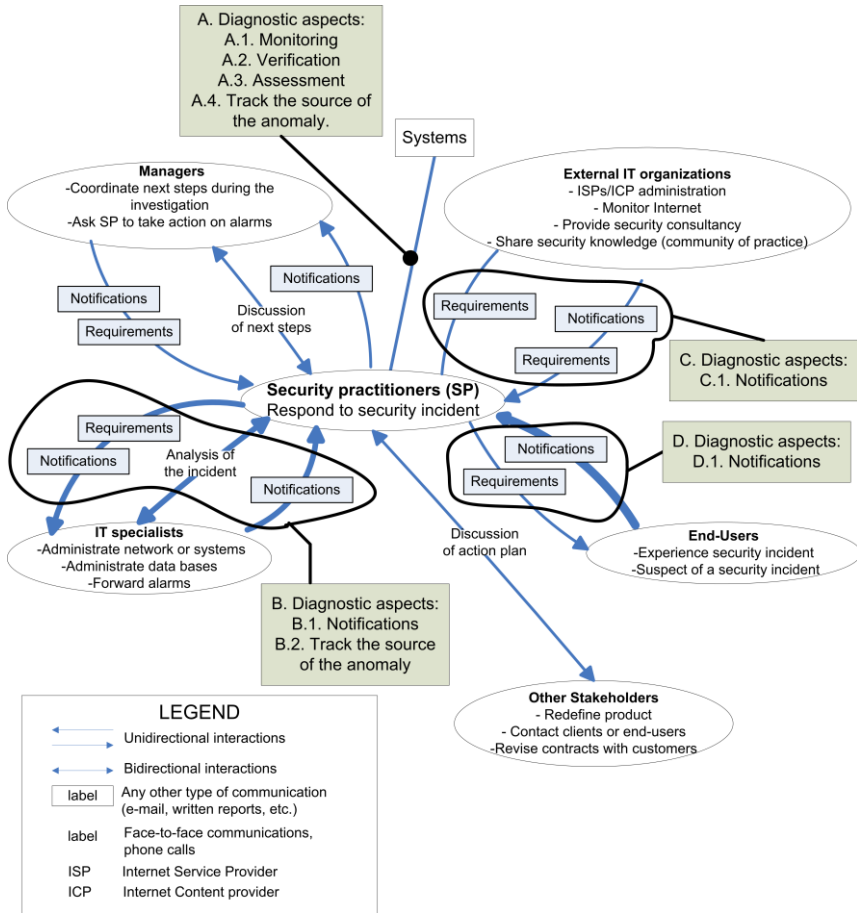 A. Diagnostic aspects:
A.1. Monitoring
A.2. Verification
A.3. Assessment
A.4. Track the source of
the anomaly.
Systems
Managers
-Coordinate next steps during the
investigation
-Ask SP to take action on alarms
External IT organizations
- ISPs/ICP administration
- Monitor Internet
- Provide security consultancy
- Share security knowledge (community of practice)
Notifications
Requirements
Discussion
of next steps
Notifications
Requirements
Notifications
Requirements
C. Diagnostic aspects:
C.1. Notifications
Security practitioners (SP)
Respond to security incident
Requirements
Notifications
Analysis of
the incident
Notifications
Notifications
Requirements
D. Diagnostic aspects:
D.1. Notifications
IT specialists
-Administrate network or systems
-Administrate data bases
-Forward alarms
Discussion
of action plan
End-Users
-Experience security incident
-Suspect of a security incident
B. Diagnostic aspects:
B.1. Notifications
B.2. Track the source
of the anomaly
Other Stakeholders
- Redefine product
- Contact clients or end-users
-Revise contracts with customers
LEGEND
Unidirectional interactions
Bidirectional interactions
label
Any other type of communication
(e-mail, written reports, etc.)
label
Face-to-face communications,
phone calls
ISP Internet Service Provider
ICP Internet Content provider